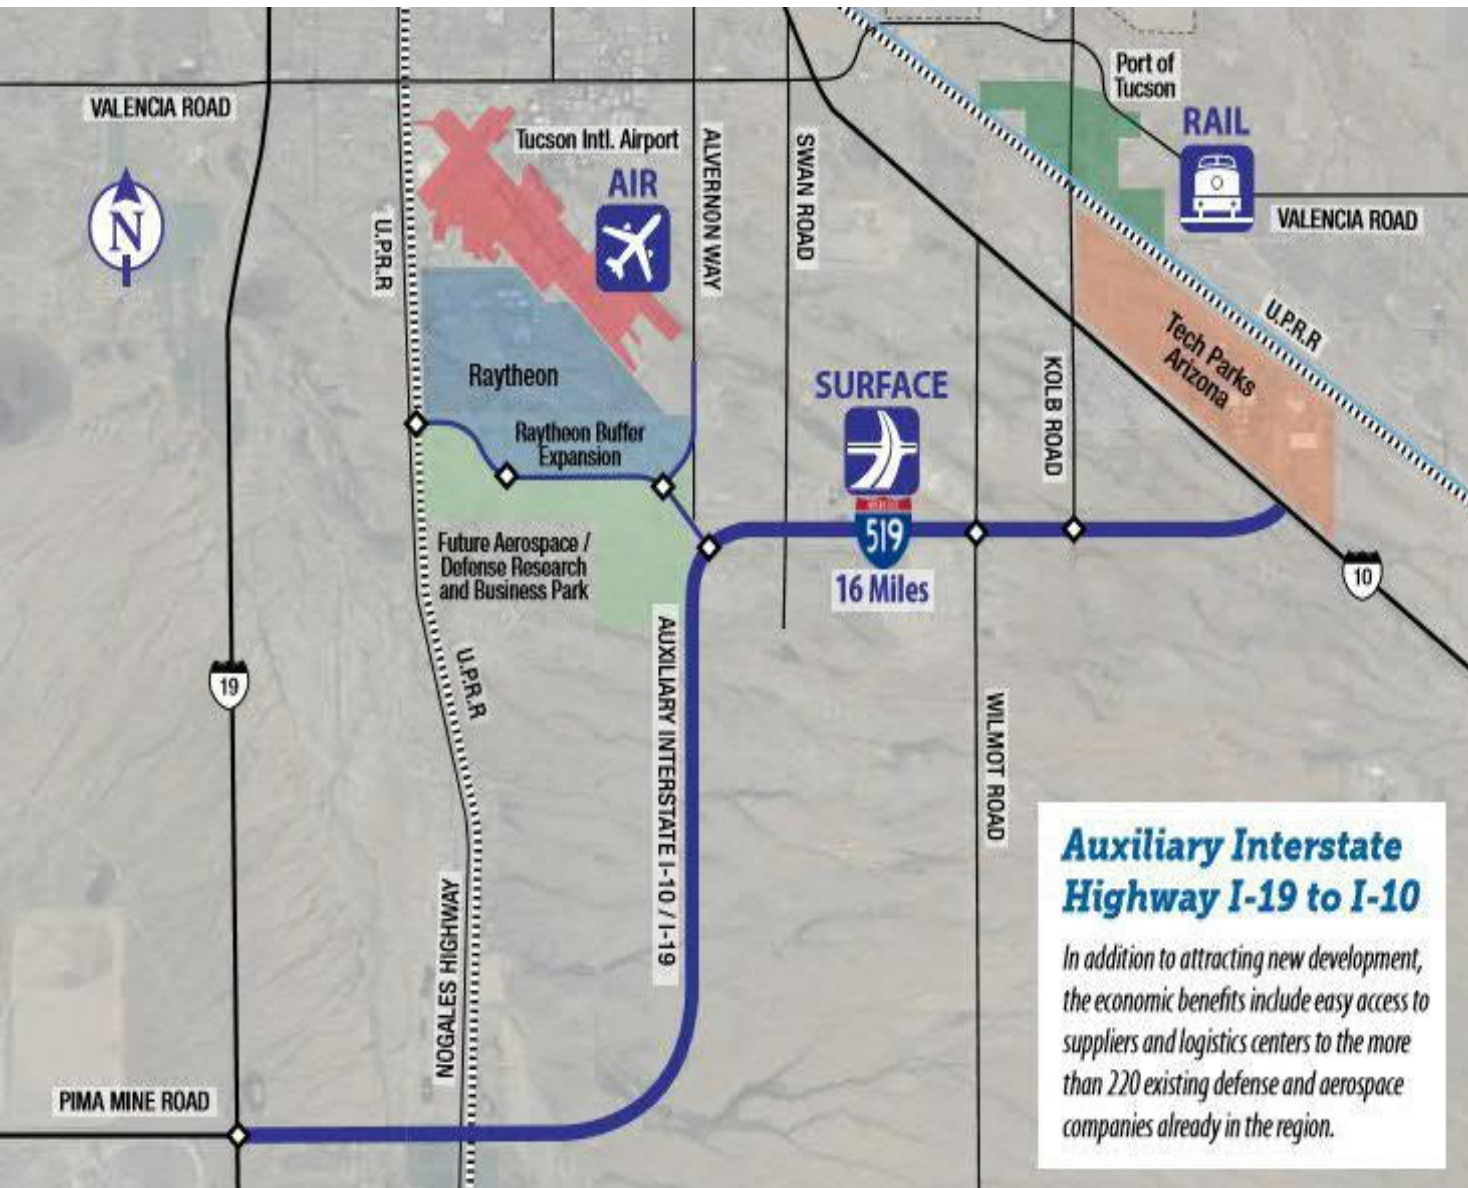 VALENCIA ROAD
N
U.P.R.R
Tucson Intl. Airport
AIR
ALVERNON WAY
SWAN ROAD
Port of
Tucson
RAIL
VALENCIA ROAD
U.P.R.R
Tech Parks
Arizona
Raytheon
Raytheon Buffer
Expansion
SURFACE
519
16 Miles
KOLB ROAD
10
Future Aerospace /
Defense Research
and Business Park
U.P.R.R
19
AUXILIARY INTERSTATE I-10 / I-19
WILMOT ROAD
NOGALES HIGHWAY
PIMA MINE ROAD
Auxiliary Interstate
Highway I-19 to I-10
In addition to attracting new development,
the economic benefits include easy access to
suppliers and logistics centers to the more
than 220 existing defense and aerospace
companies already in the region.